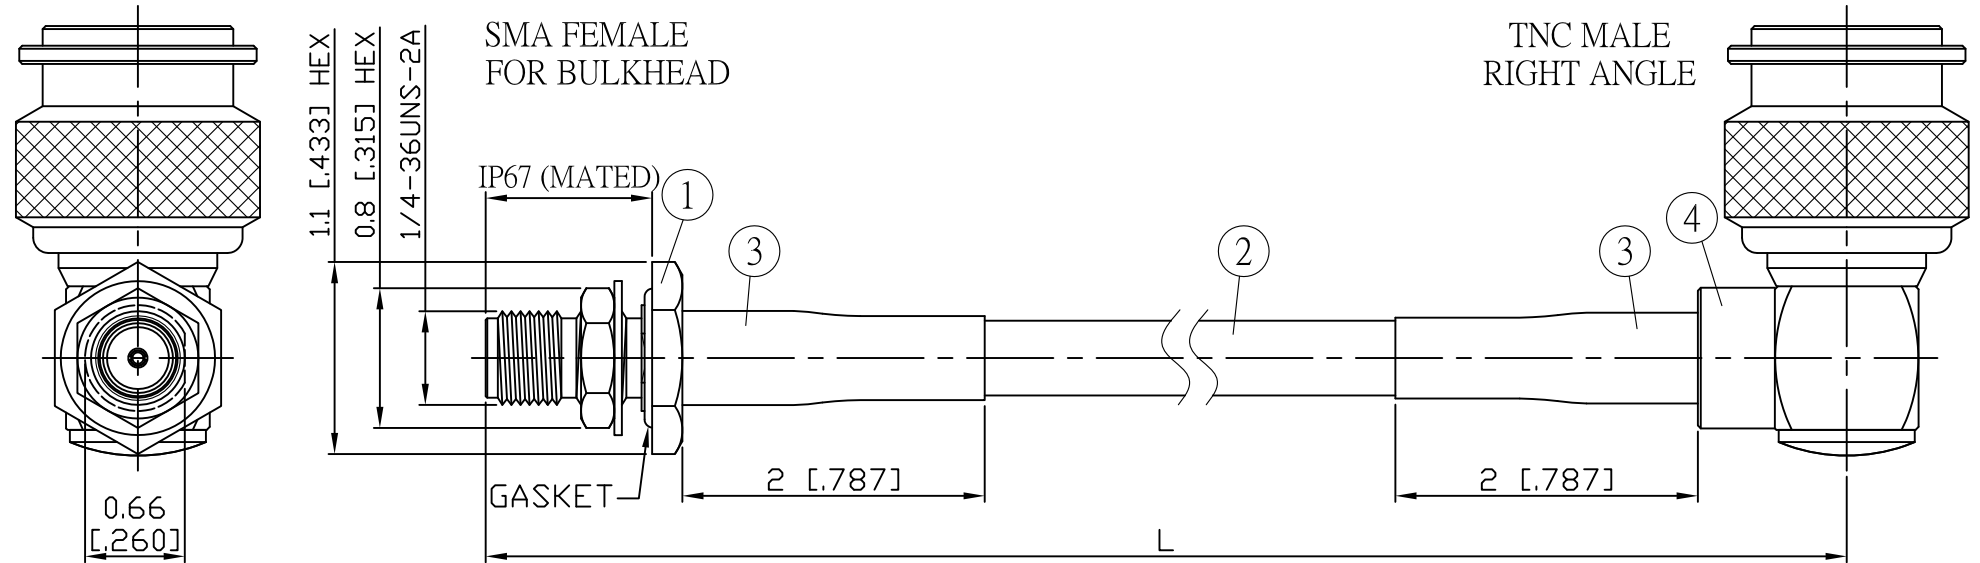 SMA FEMALE
FOR BULKHEAD
TNC MALE
RIGHT ANGLE
1.1 [.433] HEX
0.8 [.315] HEX
1/4-36UNS-2A
IP67 (MATED)
1
3
2
3
4
GASKET
2 [.787]
2 [.787]
0.66
[.260]
L